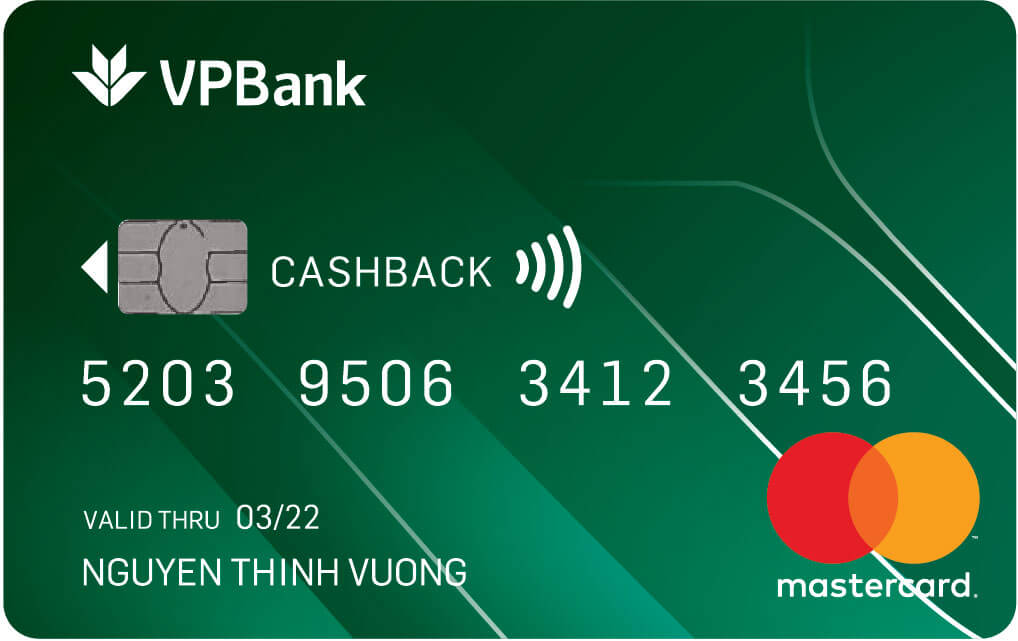 VPBank
CASHBACK
5203 9506 3412 3456
VALID THRU 03/22
NGUYEN THINH VUONG
mastercard.